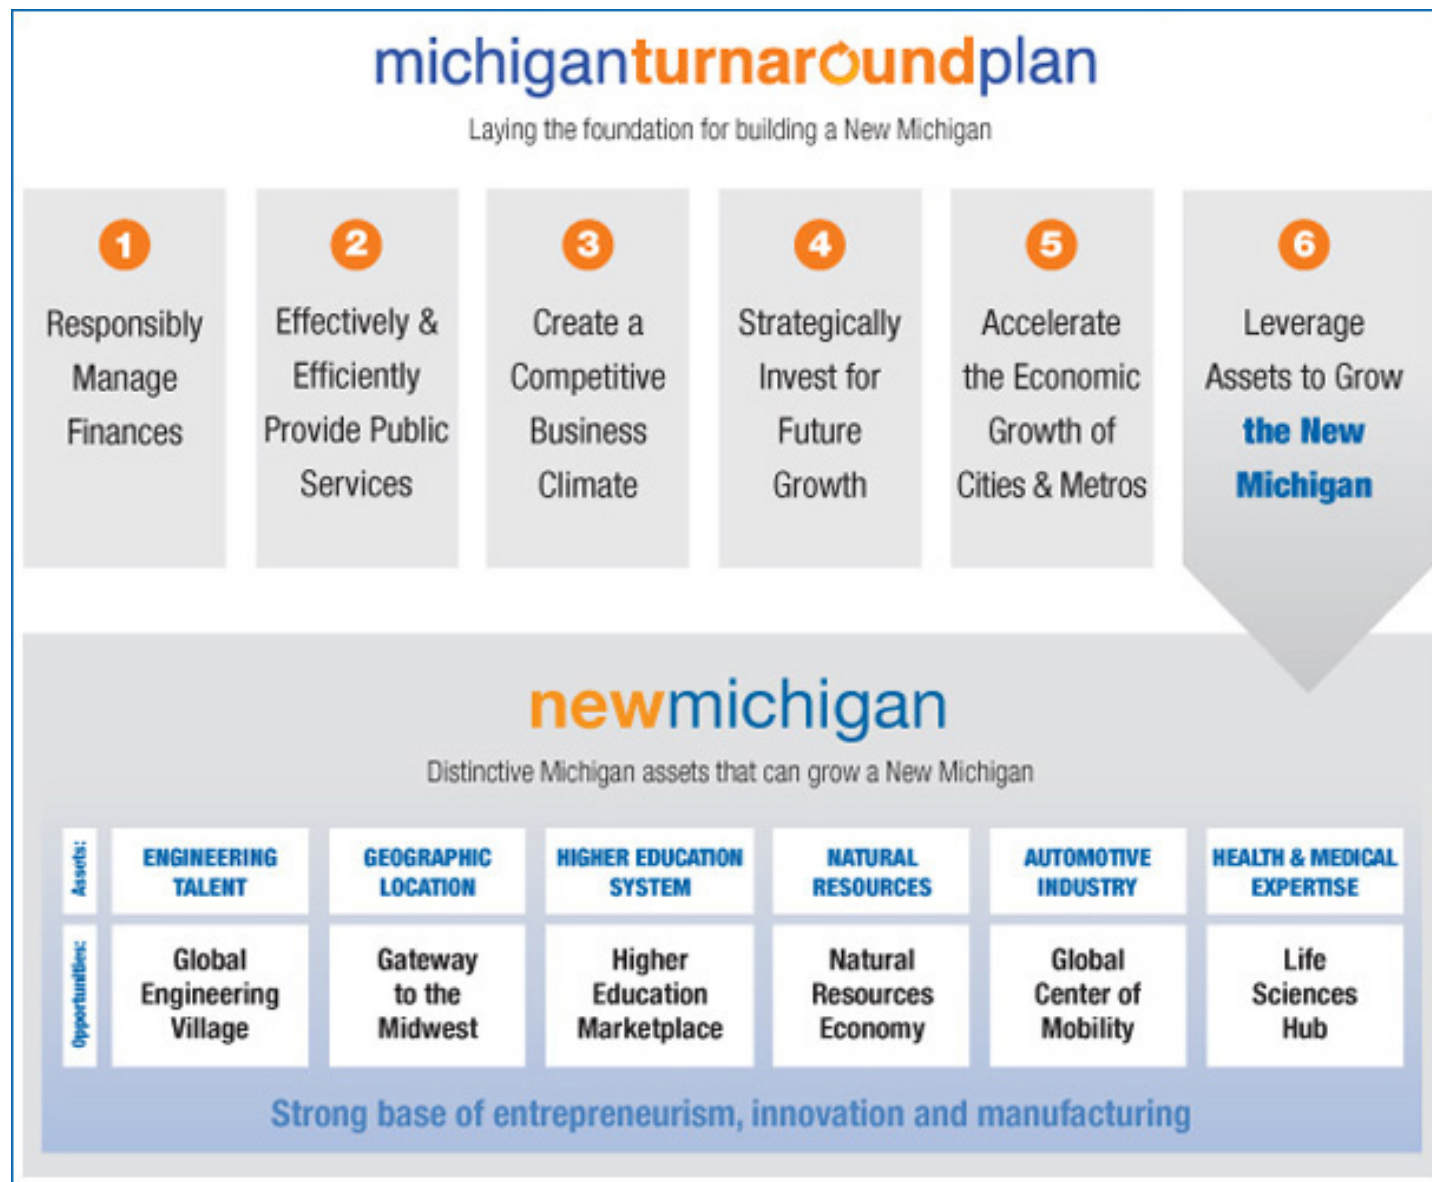 michiganturnaroundplan
Laying the foundation for building a New Michigan
1
Responsibly
Manage
Finances
2
Effectively &
Efficiently
Provide Public
Services
3
Create a
Competitive
Business
Climate
4
Strategically
Invest for
Future
Growth
5
Accelerate
the Economic
Growth of
Cities & Metros
6
Leverage
Assets to Grow
the New
Michigan
newmichigan
Distinctive Michigan assets that can grow a New Michigan
Assets:
ENGINEERING
TALENT
GEOGRAPHIC
LOCATION
HIGHER EDUCATION
SYSTEM
NATURAL
RESOURCES
AUTOMOTIVE
INDUSTRY
HEALTH & MEDICAL
EXPERTISE
Opportunities:
Global
Engineering
Village
Gateway
to the
Midwest
Higher
Education
Marketplace
Natural
Resources
Economy
Global
Center of
Mobility
Life
Sciences
Hub
Strong base of entrepreneurism, innovation and manufacturing